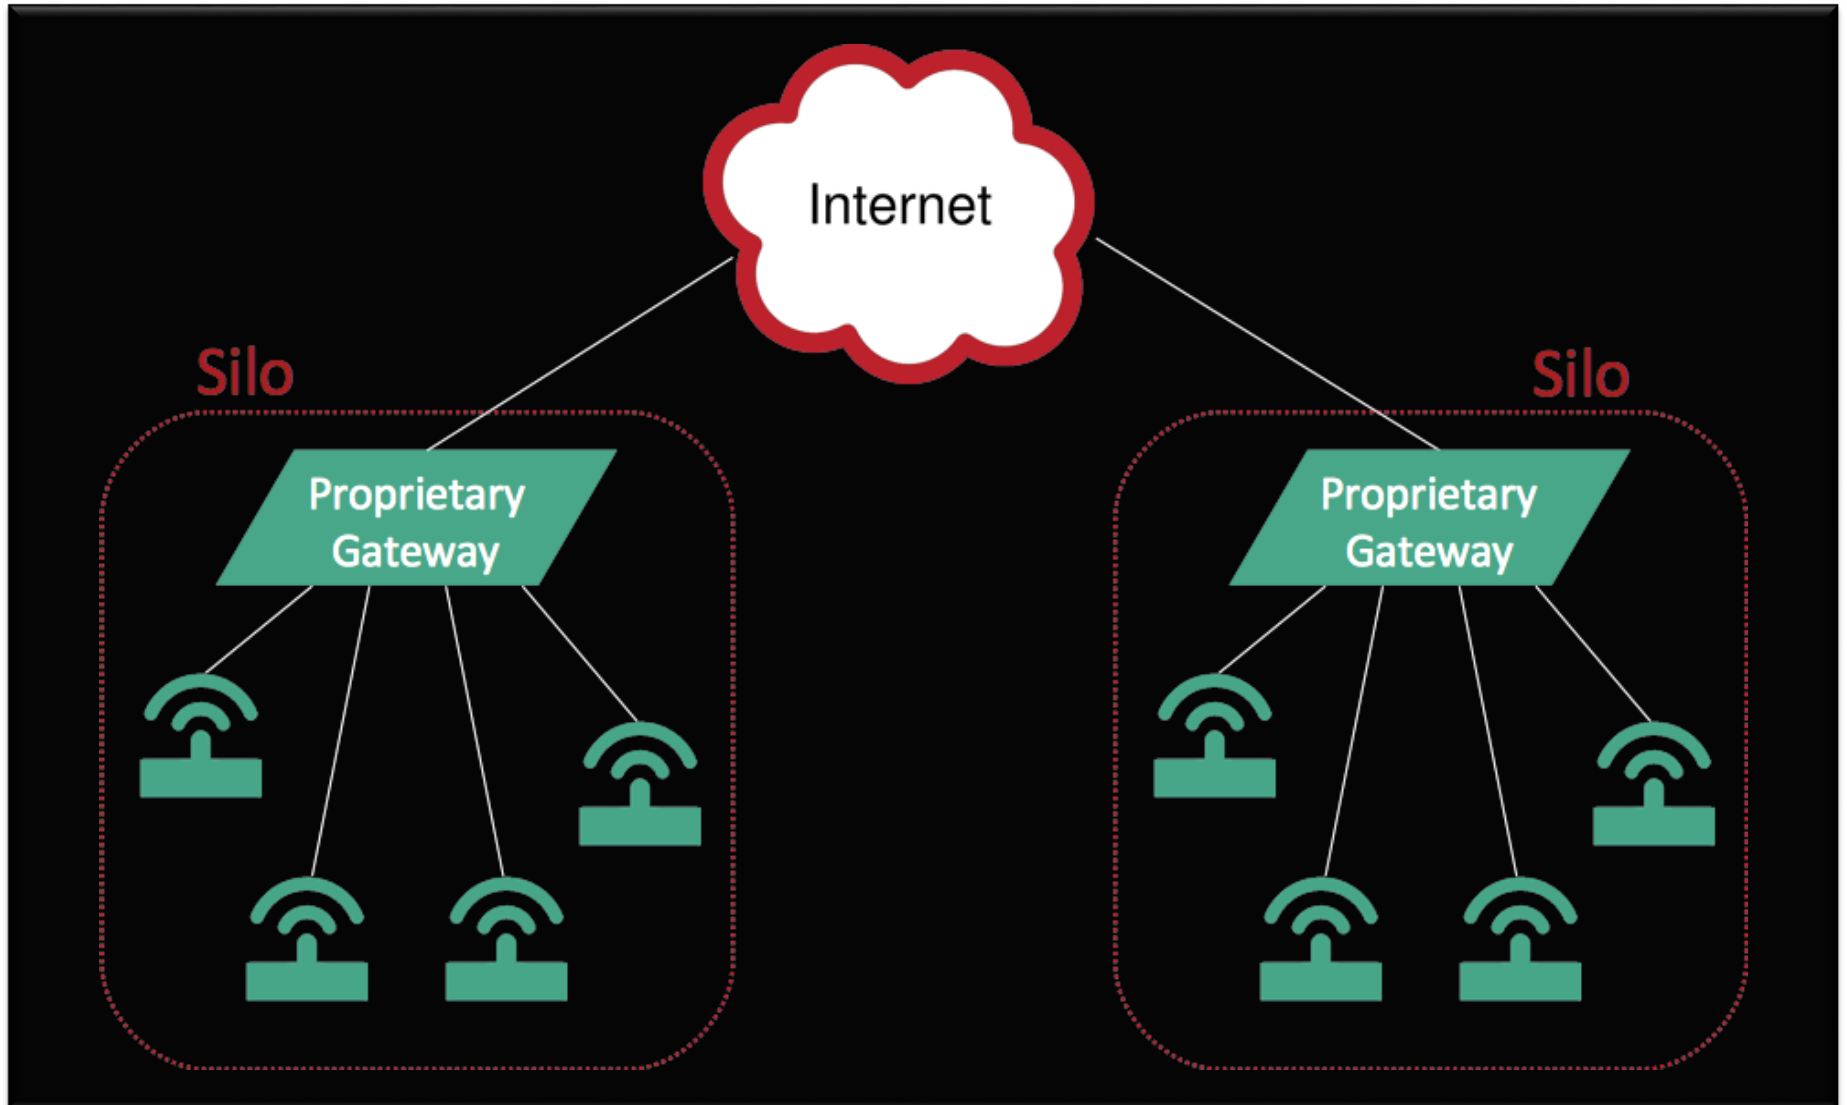 Internet
Silo
Silo
Proprietary
Gateway
Proprietary
Gateway